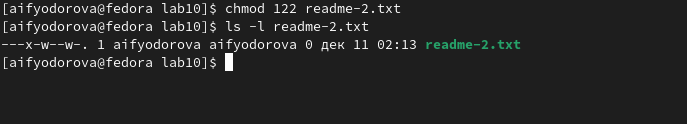 [aifyodorova@fedora lab10]$ chmod 122 readme-2.txt
[aifyodorova@fedora lab10]$ ls -l readme-2.txt
---x-w--w-. 1 aifyodorova aifyodorova 0 дек 11 02:13 readme-2.txt
[aifyodorova@fedora lab10]$